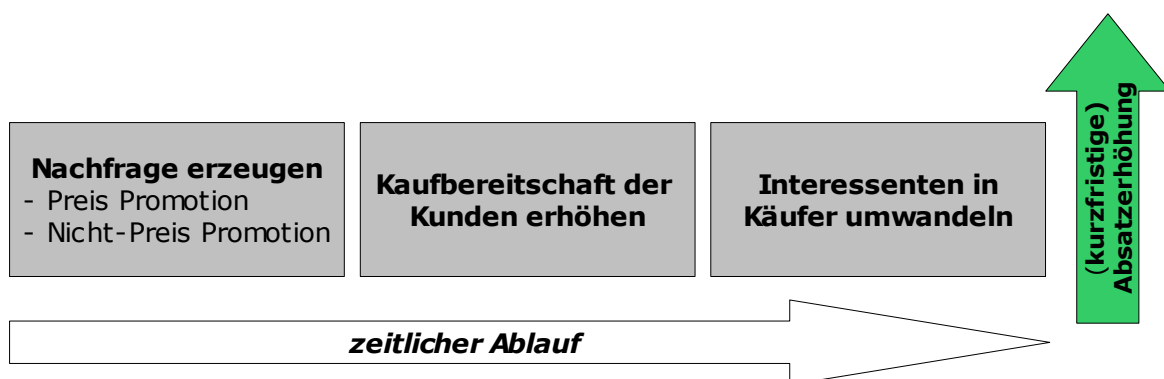 Nachfrage erzeugen
- Preis Promotion
- Nicht-Preis Promotion
Kaufbereitschaft der
Kunden erhöhen
Interessenten in
Käufer umwandeln
(kurzfristige)
Absatzerhöhung
zeitlicher Ablauf